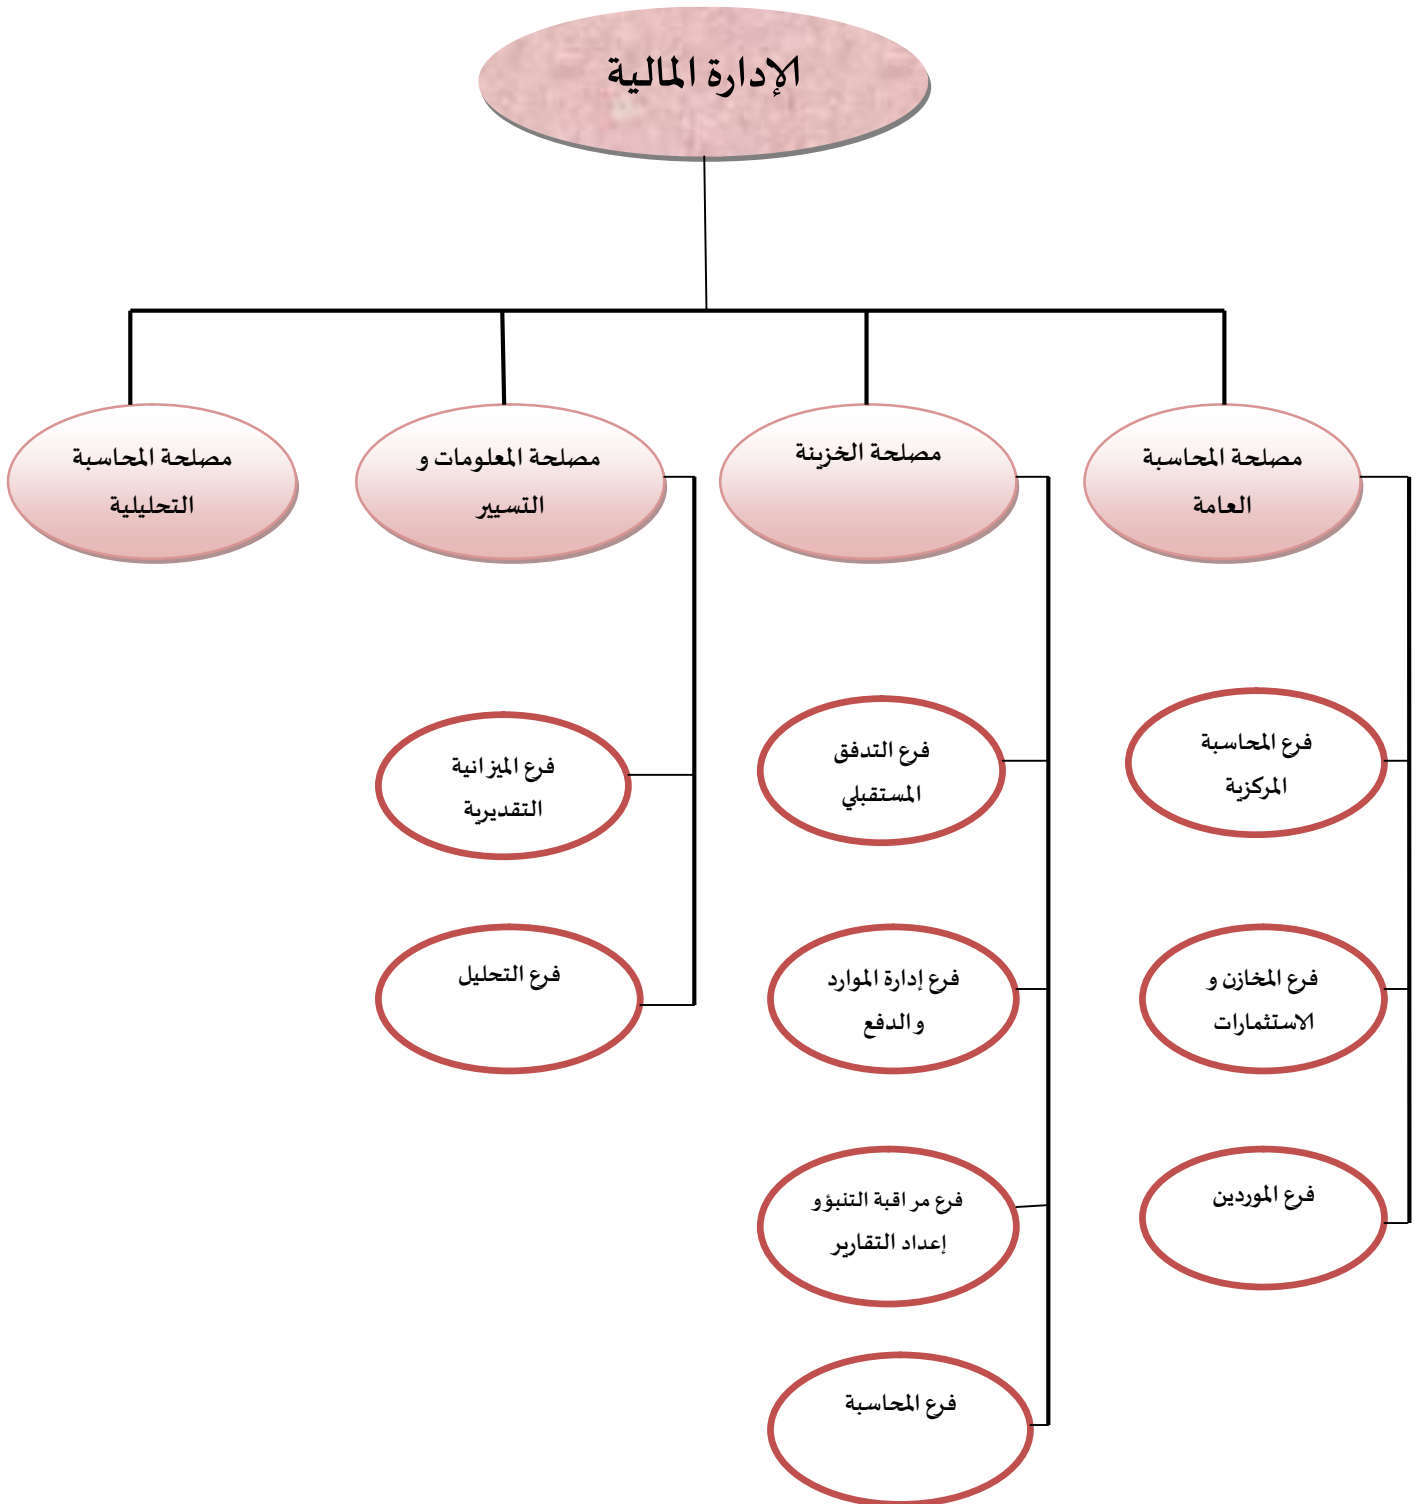 الإدارة المالية
مصلحة المحاسبة
العامة
مصلحة الخزينة
مصلحة المعلومات و
التسيير
مصلحة المحاسبة
التحليلية
فرع المحاسبة
المركزية
فرع التدفق
المستقبلي
فرع الميزانية
التقديرية
فرع المخازن و
الاستثمارات
فرع إدارة الموارد
والدفع
فرع التحليل
فرع الموردين
فرع مراقبة التنبؤ و
إعداد التقارير
فرع المحاسبة